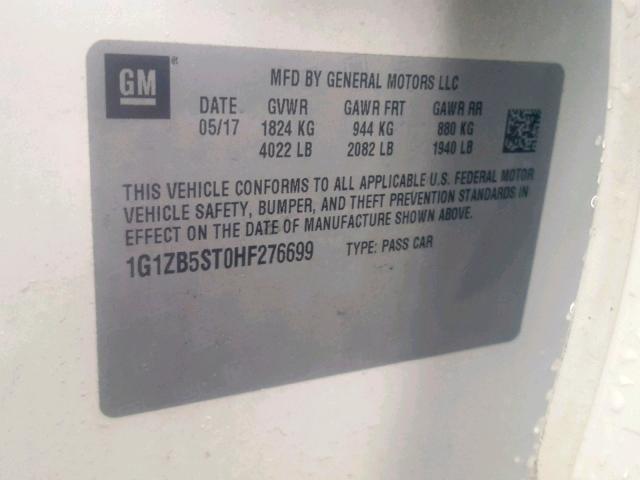 GM
MFD BY GENERAL MOTORS LLC
DATE GVWR GAWR FRT GAWR RR
05/17 1824 KG 944 KG 880 KG
4022 LB 2082 LB 1940 LB
THIS VEHICLE CONFORMS TO ALL APPLICABLE U.S. FEDERAL MOTOR
VEHICLE SAFETY, BUMPER, AND THEFT PREVENTION STANDARDS IN
EFFECT ON THE DATE OF MANUFACTURE SHOWN ABOVE.
1G1ZB5ST0HF276699 TYPE: PASS CAR